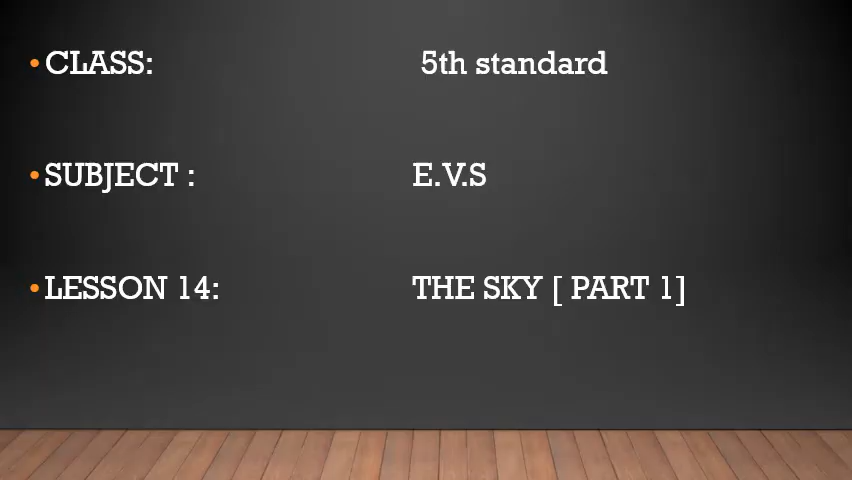 • CLASS: 5th standard
• SUBJECT : E.V.S
• LESSON 14: THE SKY [ PART 1]